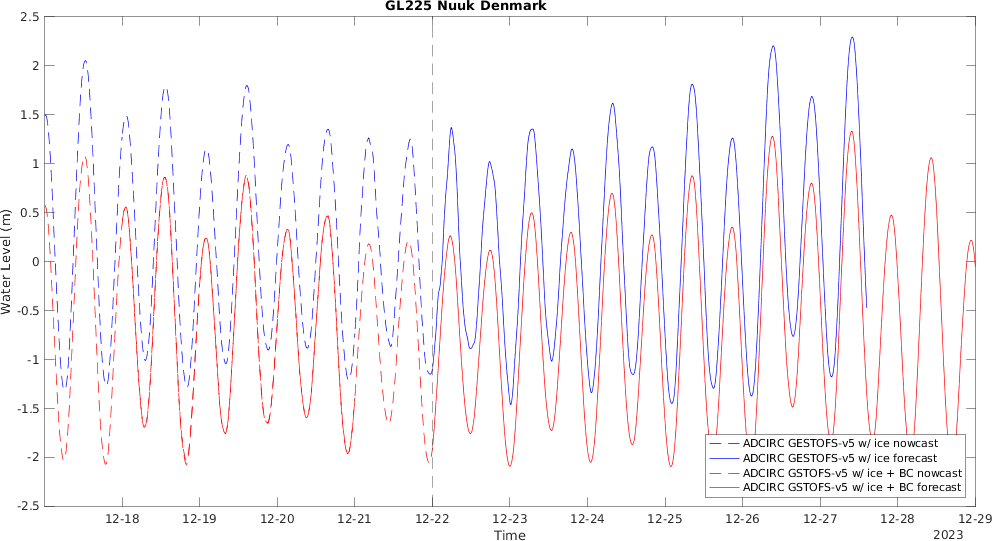 GL225 Nuuk Denmark
2.5
2
1.5
1
0.5
0
-0.5
-1
-1.5
-2
-2.5
Water Level (m)
ADCIRC GESTOFS-v5 w/ ice nowcast
ADCIRC GESTOFS-v5 w/ ice forecast
ADCIRC GSTOFS-v5 w/ ice + BC nowcast
ADCIRC GSTOFS-v5 w/ ice + BC forecast
12-18 12-19 12-20 12-21 12-22 12-23 12-24 12-25 12-26 12-27 12-28 12-29
Time
2023